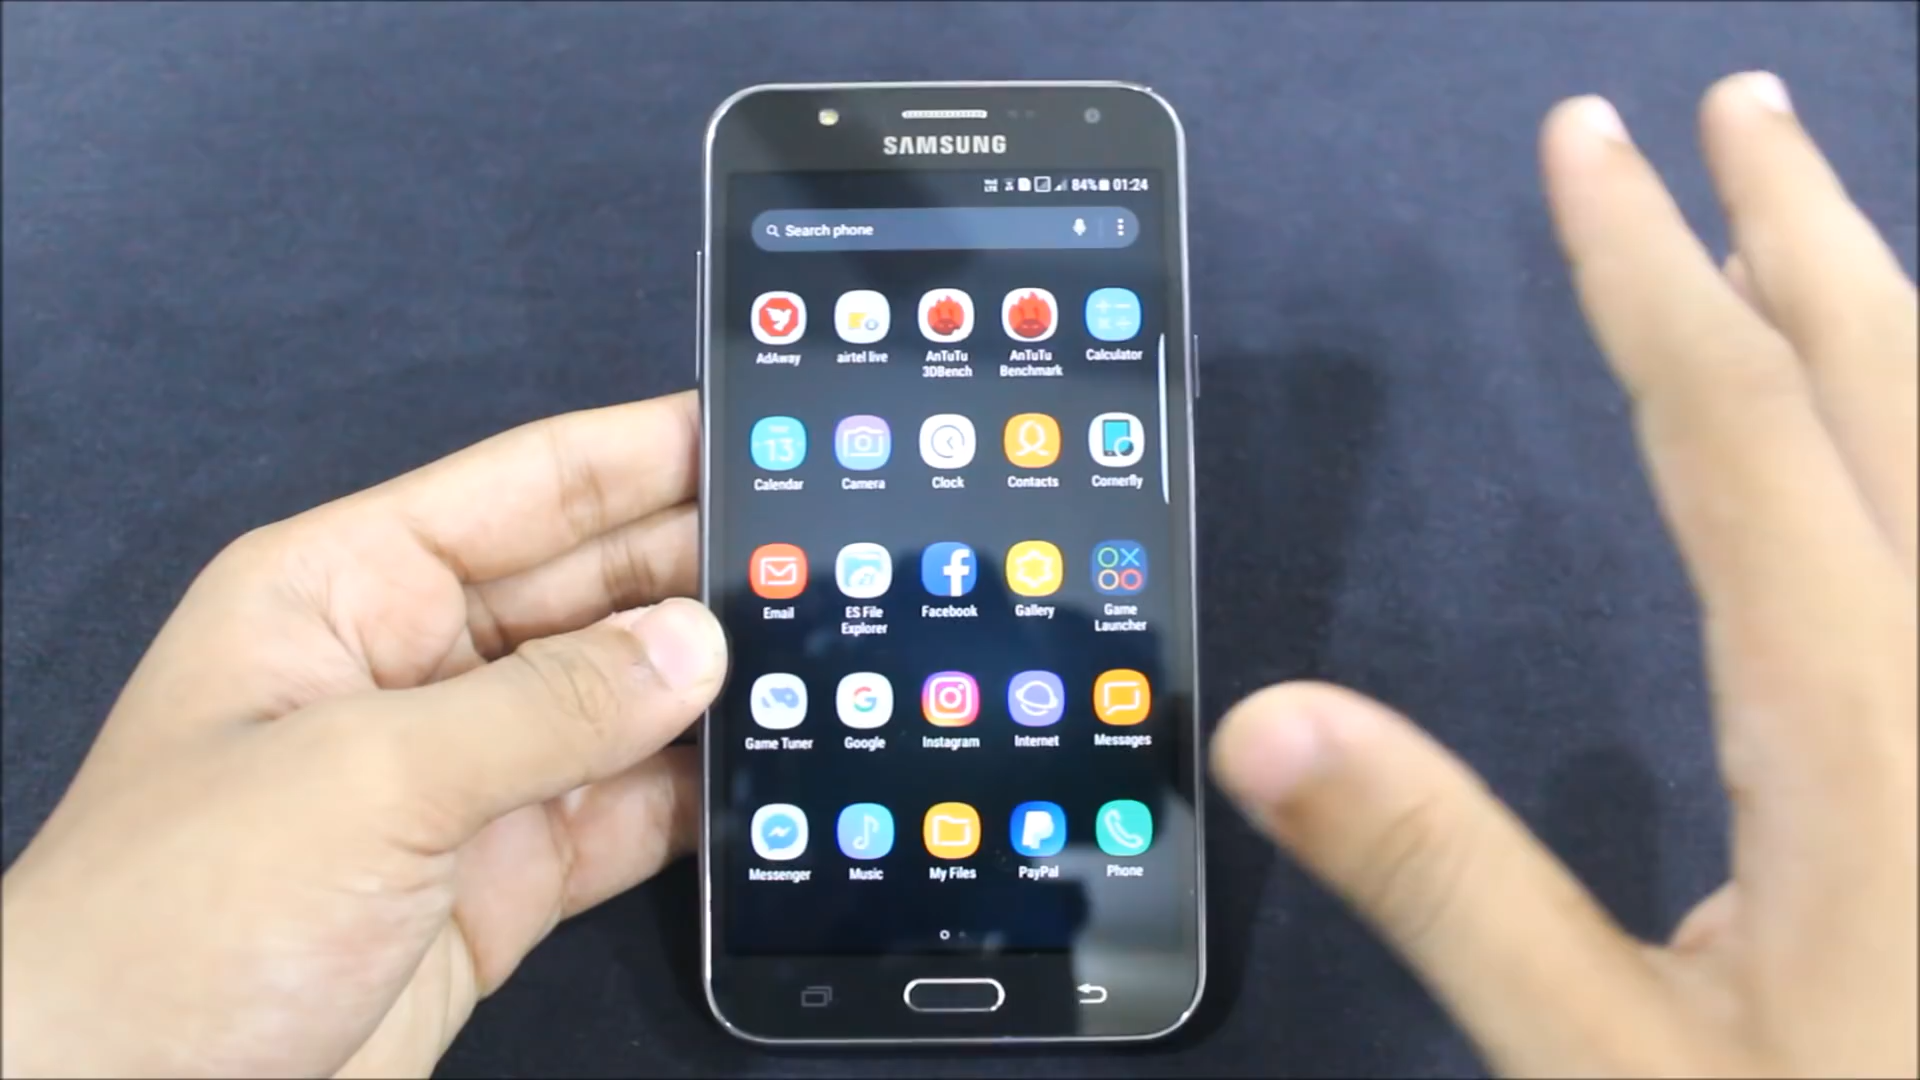 SAMSUNG
VoLTE 84% 01:24
Search phone
AdAway airtel live AnTuTu AnTuTu Calculator
3DBench Benchmark
13
Calendar Camera Clock Contacts Cornerfly
Email ES File Facebook Gallery Game
Explorer Launcher
Game Tuner Google Instagram Internet Messages
Messenger Music My Files PayPal Phone